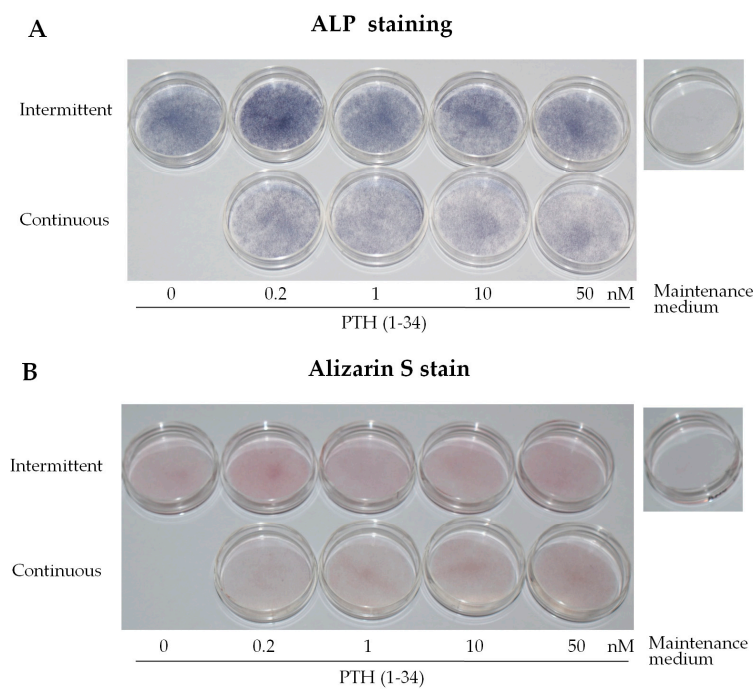 A
ALP staining
Intermittent
Continuous
0 0.2 1 10 50 nM
Maintenance
medium
PTH (1-34)
B
Alizarin S stain
Intermittent
Continuous
0 0.2 1 10 50 nM
Maintenance
medium
PTH (1-34)